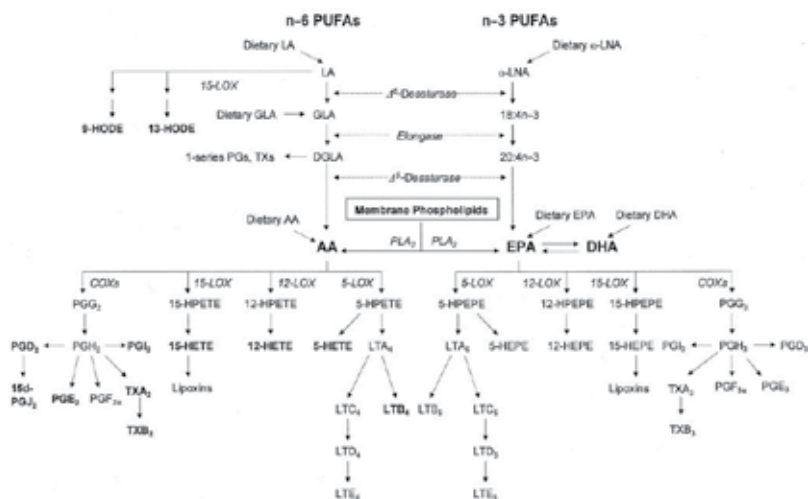 n–6 PUFAs n–3 PUFAs
Dietary LA Dietary α-LNA
LA α-LNA
15-LOX
Δ⁶-Desaturase
Dietary GLA GLA 18:4n–3
9-HODE 13-HODE
Elongase
1-series PGs, TXs DGLA 20:4n–3
Δ⁵-Desaturase
Membrane Phospholipids
Dietary AA Dietary EPA Dietary DHA
PLA₂ PLA₂
AA EPA DHA
COXs 15-LOX 12-LOX 5-LOX 5-LOX 12-LOX 15-LOX COXs
PGG₂ 15-HPETE 12-HPETE 5-HPETE 5-HPEPE 12-HPEPE 15-HPEPE PGG₃
PGD₂ PGH₂ PGI₂ 15-HETE 12-HETE 5-HETE LTA₄ LTA₅ 5-HEPE 12-HEPE 15-HEPE PGI₃ PGH₃ PGD₃
15d-PGJ₂ PGE₂ PGF₂α TXA₂ Lipoxins Lipoxins TXA₃ PGF₃α PGE₃
LTC₄ LTB₄ LTB₅ LTC₅
TXB₃
LTD₄ LTD₅
LTE₄ LTE₅